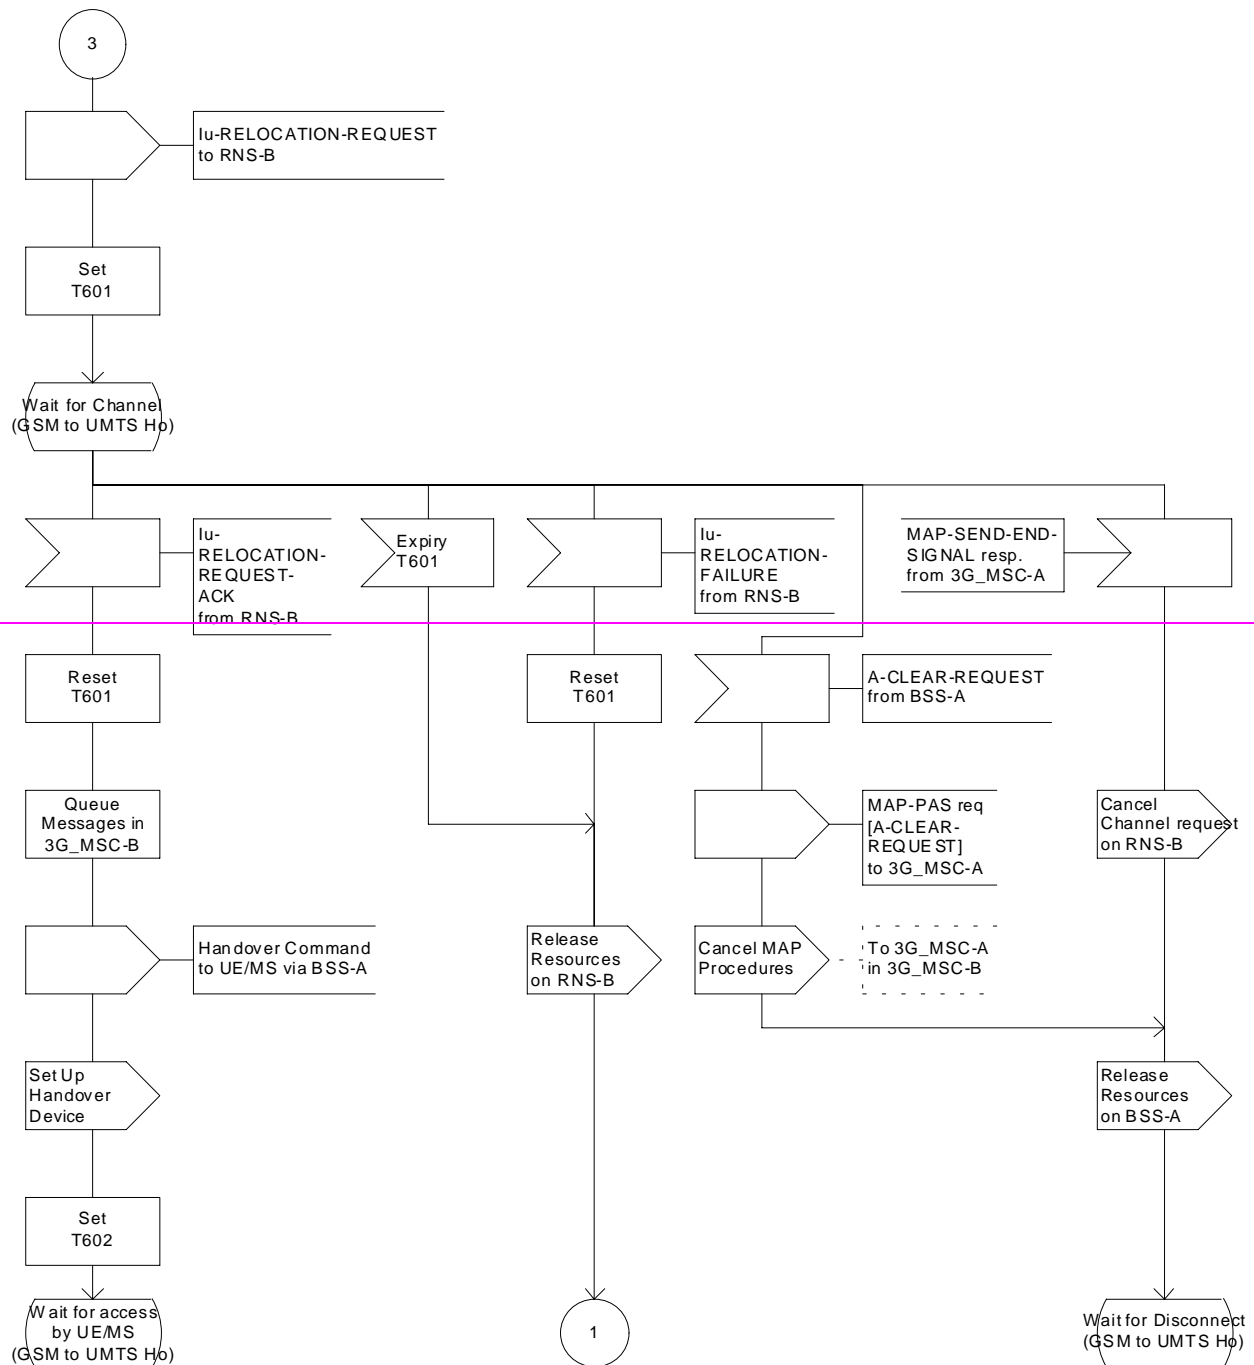 3
Iu-RELOCATION-REQUEST
to RNS-B
Set
T601
Wait for Channel
(GSM to UMTS Ho)
Iu-
RELOCATION-
REQUEST-
ACK
from RNS-B
Expiry
T601
Iu-
RELOCATION-
FAILURE
from RNS-B
MAP-SEND-END-
SIGNAL resp.
from 3G_MSC-A
Reset
T601
Reset
T601
A-CLEAR-REQUEST
from BSS-A
Queue
Messages in
3G_MSC-B
MAP-PAS req
[A-CLEAR-
REQUEST]
to 3G_MSC-A
Cancel
Channel request
on RNS-B
Handover Command
to UE/MS via BSS-A
Release
Resources
on RNS-B
Cancel MAP
Procedures
To 3G_MSC-A
in 3G_MSC-B
Set Up
Handover
Device
Release
Resources
on BSS-A
Set
T602
Wait for access
by UE/MS
(GSM to UMTS Ho)
1
Wait for Disconnect
(GSM to UMTS Ho)